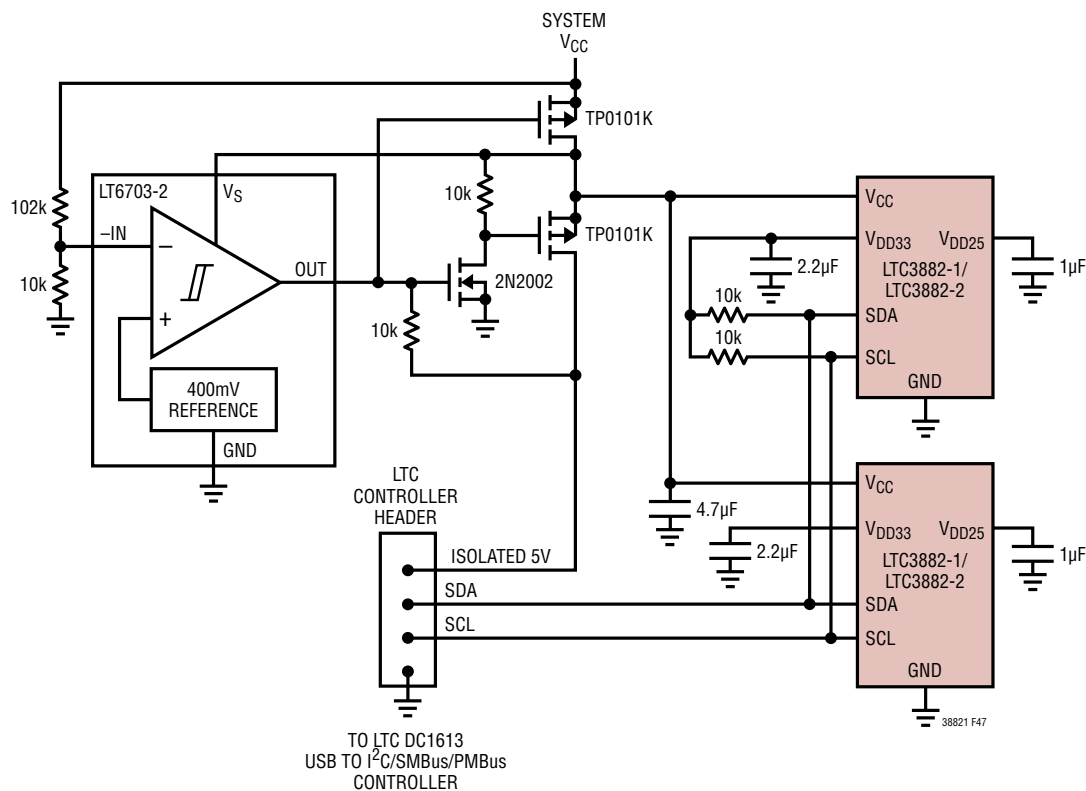 SYSTEM
VCC
TP0101K
LT6703-2
VS
102k
–IN
10k
–
+
OUT
400mV
REFERENCE
GND
10k
10k
2N2002
TP0101K
VCC
VDD33
VDD25
LTC3882-1/
LTC3882-2
2.2µF
1µF
10k
10k
SDA
SCL
GND
LTC
CONTROLLER
HEADER
ISOLATED 5V
SDA
SCL
4.7µF
2.2µF
VCC
VDD33
VDD25
LTC3882-1/
LTC3882-2
1µF
SDA
SCL
GND
38821 F47
TO LTC DC1613
USB TO I2C/SMBus/PMBus
CONTROLLER